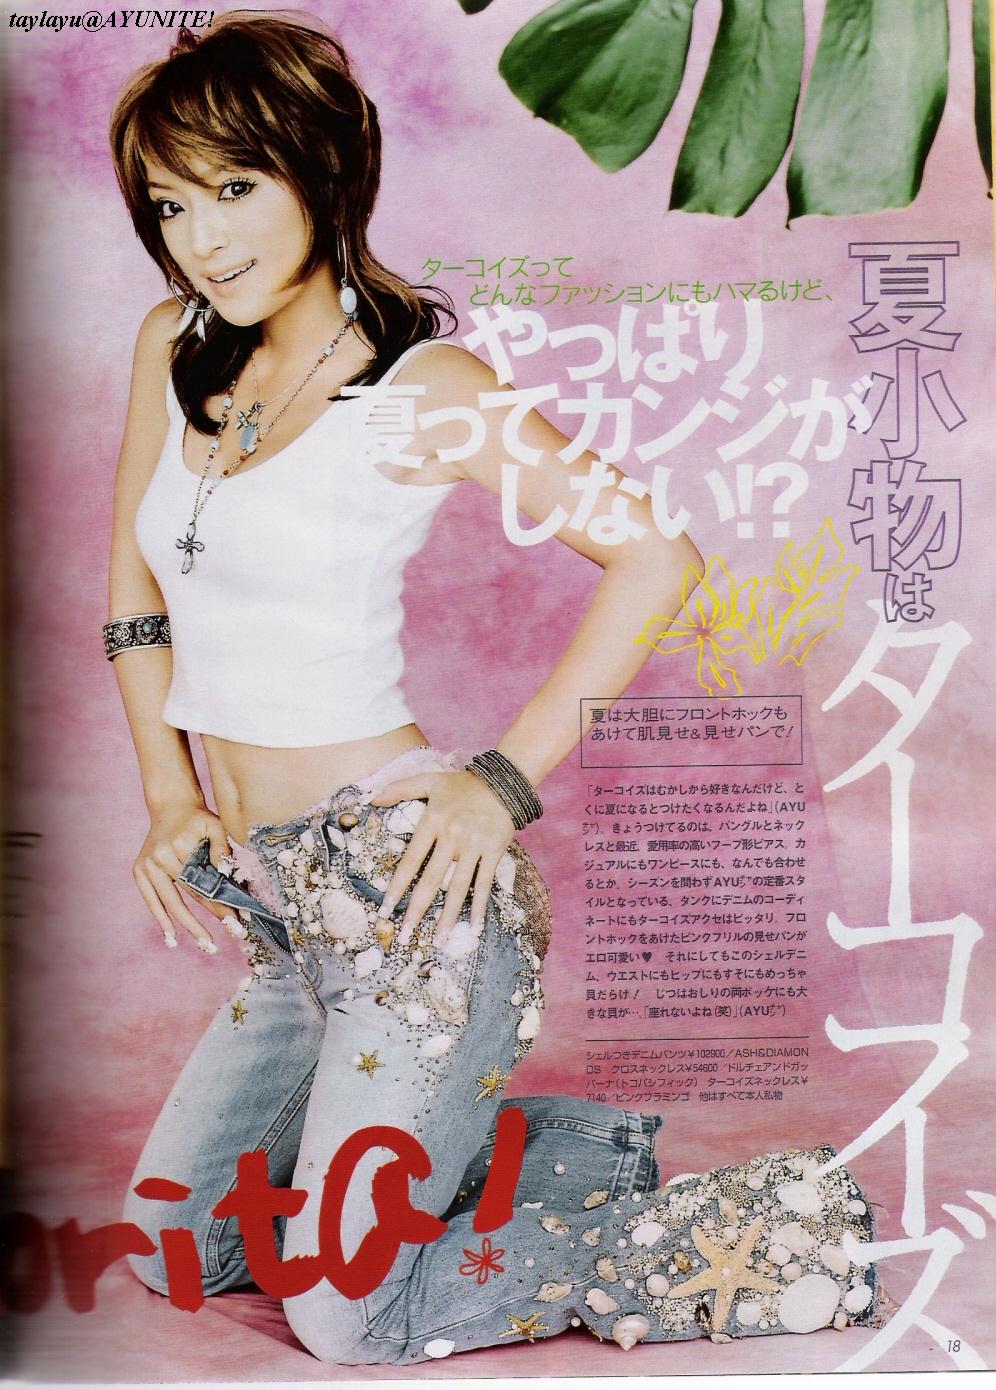 taylayu@AYUNITE!
ターコイズって
どんなファッションにもハマるけど、
やっぱり
夏ってカンジが
しない!!?
夏小物は
ターコイズ
夏は大胆にフロントホックも
あけて肌見せ&見せパンで!
「ターコイズはむかしから好きなんだけど、と
くに夏になるとつけたくなるんだよね」(AYU
)。きょうつけてるのは、バングルとネック
レスと最近、愛用率の高いフープ形ピアス。カ
ジュアルにもワンピースにも、なんでも合わせ
るとか。シーズンを問わずAYUの定番スタ
イルとなっている、タンクにデニムのコーディ
ネートにもターコイズアクセはピッタリ。フロ
ントホックをあけたピンクフリルの見せパンが
エロ可愛い♥ それにしてもこのシェルデニ
ム、ウエストにもヒップにもすそにもめっちゃ
貝だらけ! じつはおしりの両ポッケにも大
きな貝が…。「座れないよね(笑)」(AYU)
シェルつきデニムパンツ¥102900/ASH&DIAMON
DS クロスネックレス¥54600/ドルチェアンドガッ
バーナ(トコパシフィック) ターコイズネックレス¥
7140/ピンクフラミンゴ 他はすべて本人私物
orita!
18